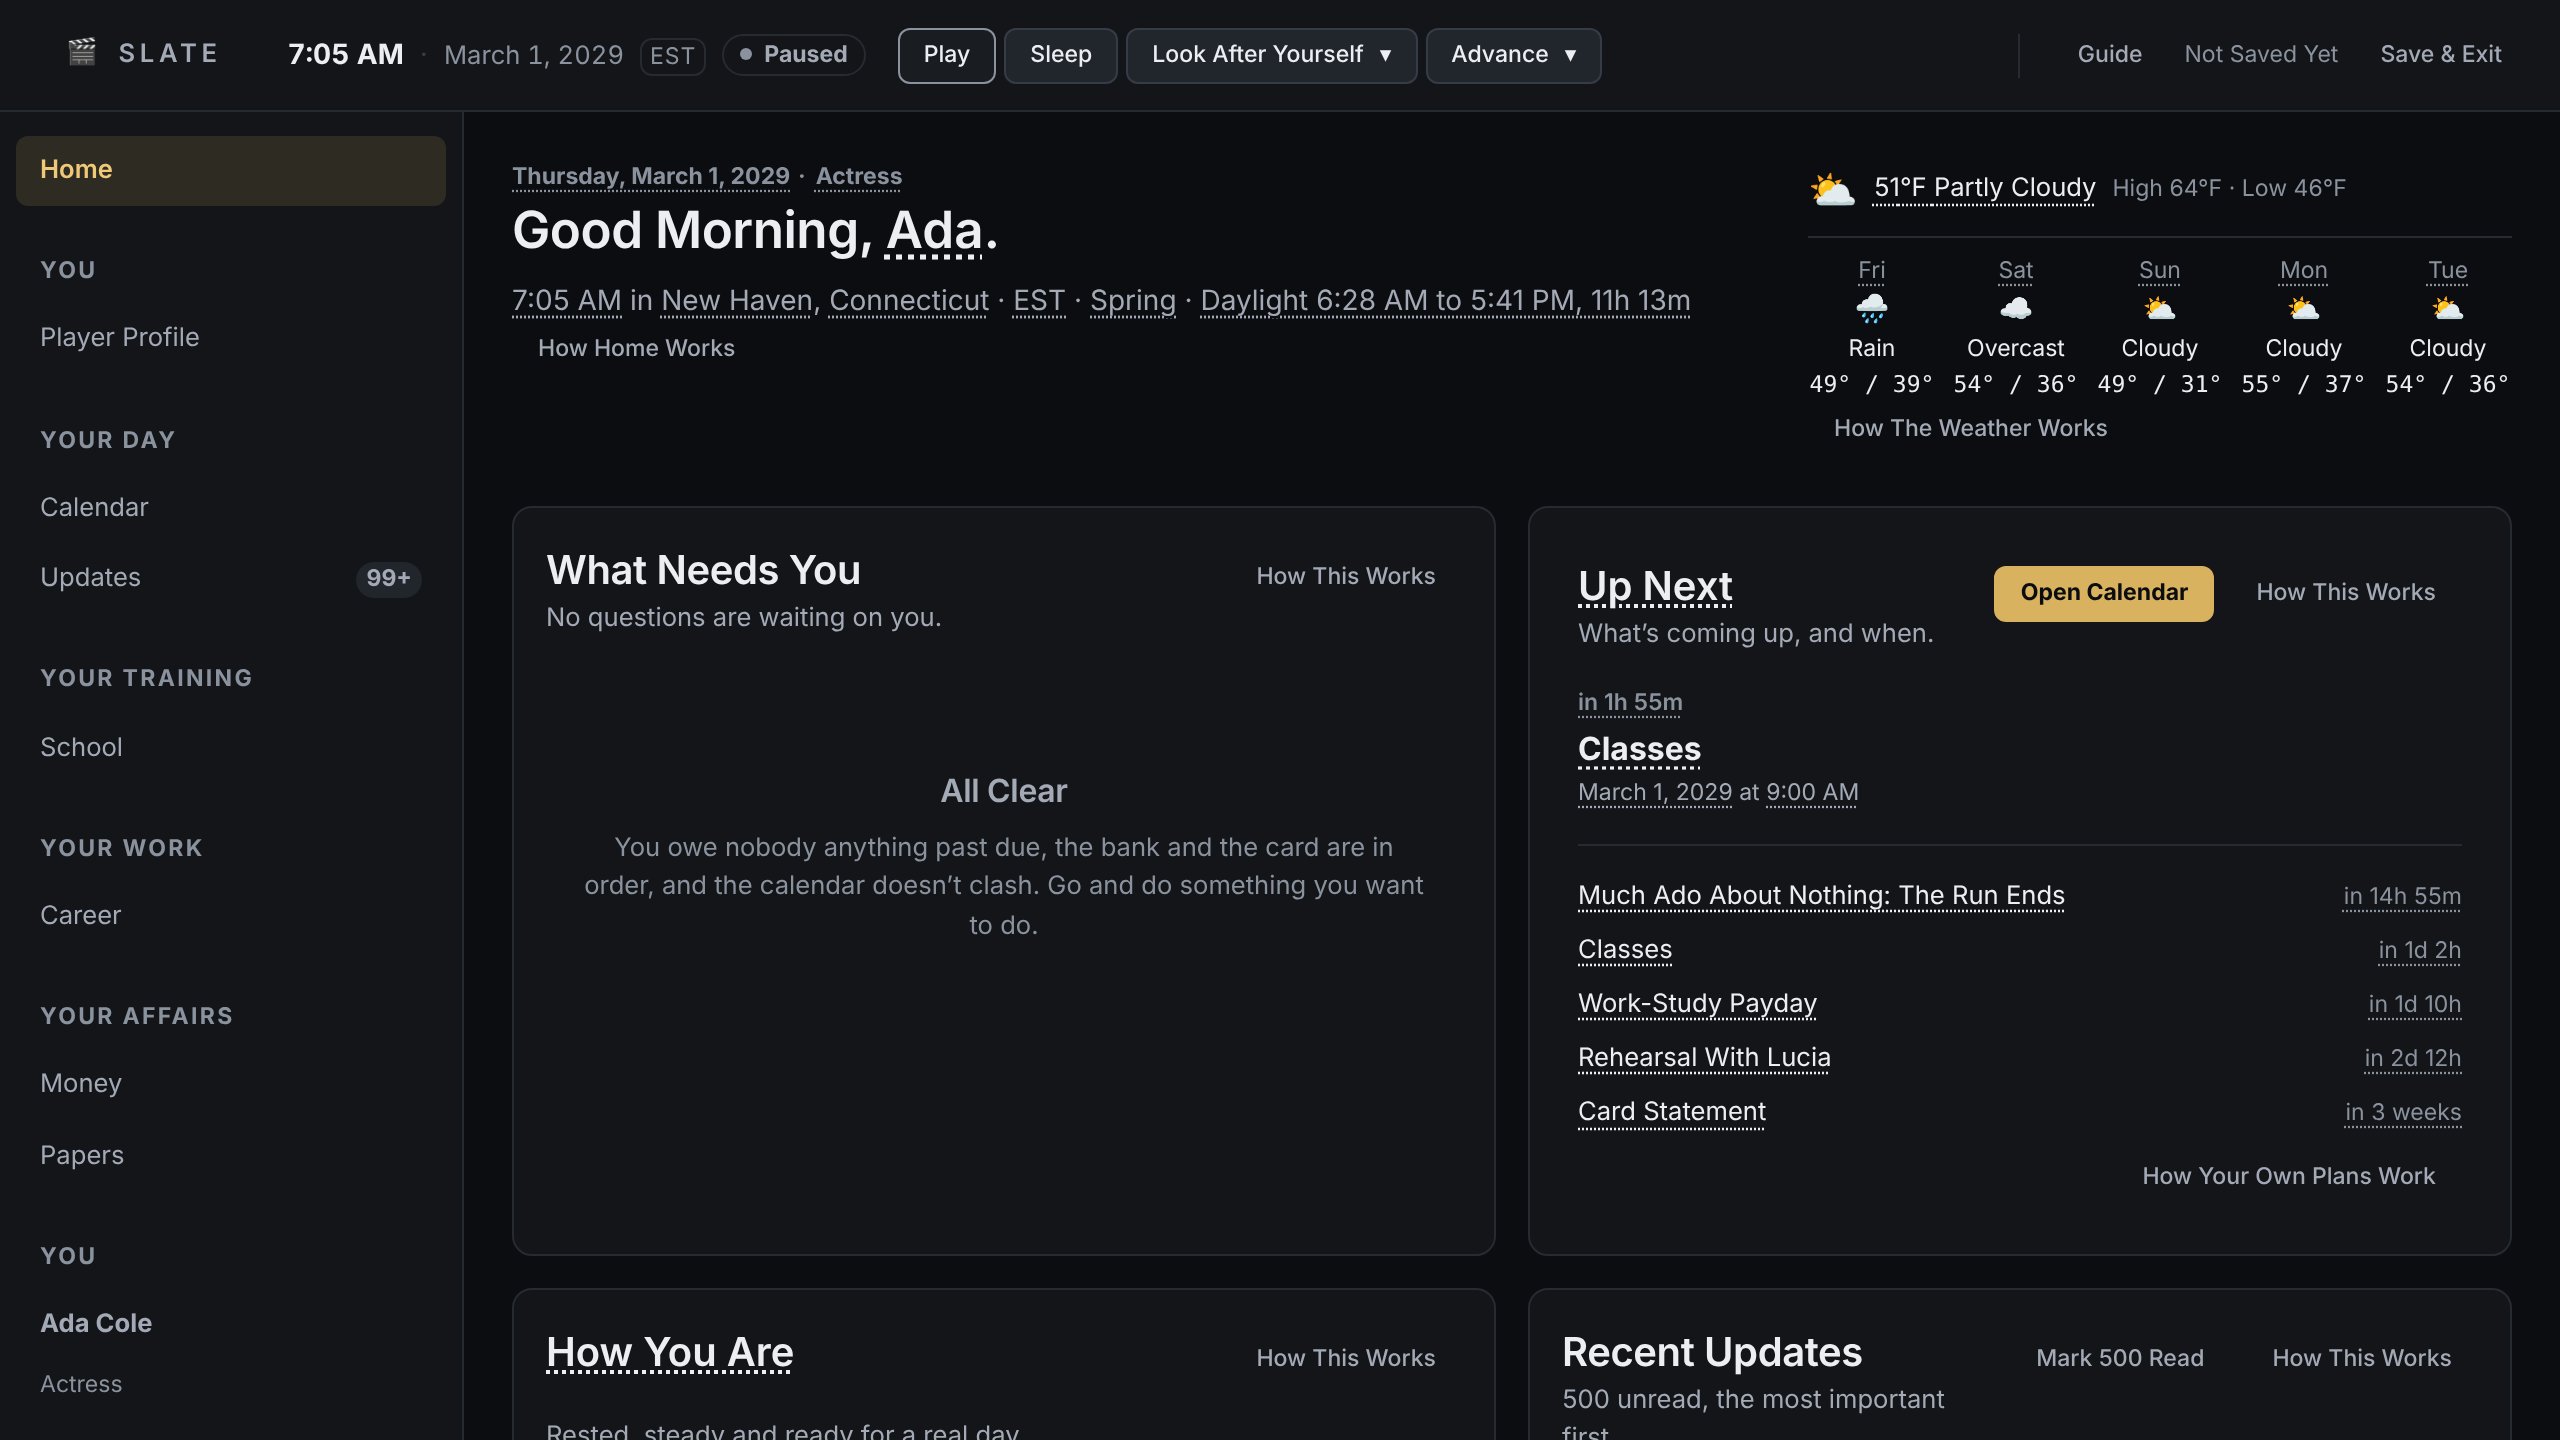 SLATE
7:05 AM · March 1, 2029 EST Paused
Play
Sleep
Look After Yourself ▾
Advance ▾
Guide
Not Saved Yet
Save & Exit
Home
YOU
Player Profile
YOUR DAY
Calendar
Updates 99+
YOUR TRAINING
School
YOUR WORK
Career
YOUR AFFAIRS
Money
Papers
YOU
Ada Cole
Actress
Thursday, March 1, 2029 · Actress
Good Morning, Ada.
7:05 AM in New Haven, Connecticut · EST · Spring · Daylight 6:28 AM to 5:41 PM, 11h 13m
How Home Works
51°F Partly Cloudy High 64°F · Low 46°F
Fri Sat Sun Mon Tue
Rain Overcast Cloudy Cloudy Cloudy
49° / 39° 54° / 36° 49° / 31° 55° / 37° 54° / 36°
How The Weather Works
What Needs You
How This Works
No questions are waiting on you.
All Clear
You owe nobody anything past due, the bank and the card are in
order, and the calendar doesn’t clash. Go and do something you want
to do.
Up Next
Open Calendar
How This Works
What’s coming up, and when.
in 1h 55m
Classes
March 1, 2029 at 9:00 AM
Much Ado About Nothing: The Run Ends in 14h 55m
Classes in 1d 2h
Work-Study Payday in 1d 10h
Rehearsal With Lucia in 2d 12h
Card Statement in 3 weeks
How Your Own Plans Work
How You Are
How This Works
Rested, steady and ready for a real day
Recent Updates
Mark 500 Read
How This Works
500 unread, the most important
first